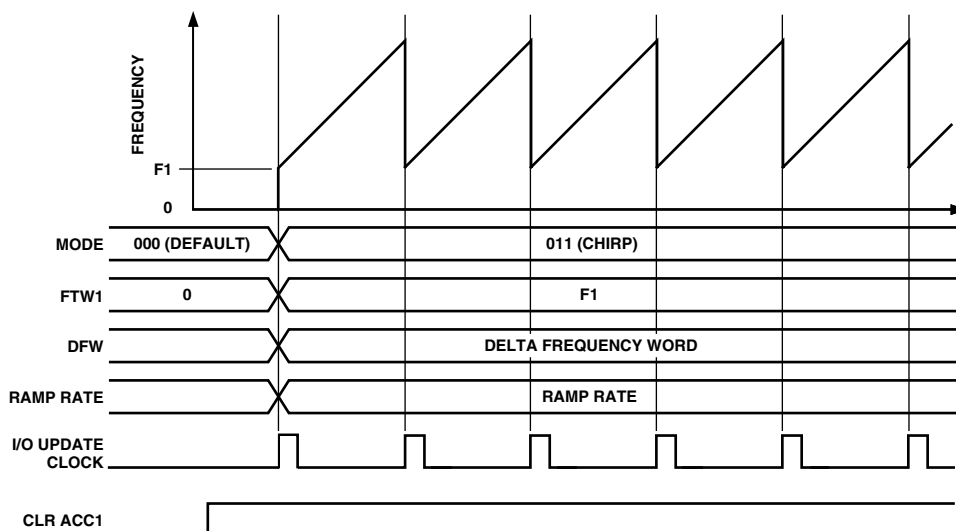 FREQUENCY
F1
0
MODE
000 (DEFAULT)
011 (CHIRP)
FTW1
0
F1
DFW
DELTA FREQUENCY WORD
RAMP RATE
RAMP RATE
I/O UPDATE
CLOCK
CLR ACC1